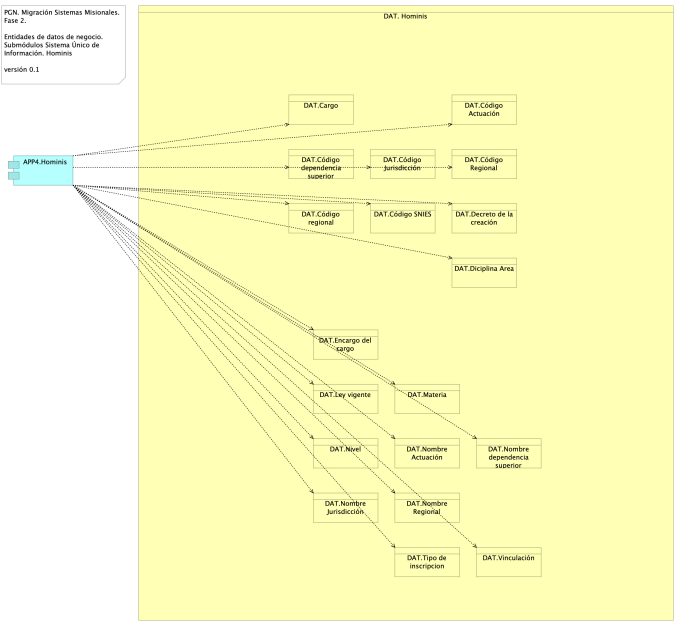 PGN. Migración Sistemas Misionales.
Fase 2.
Entidades de datos de negocio.
Submódulos Sistema Único de
Información. Hominis
versión 0.1
DAT. Hominis
APP4.Hominis
DAT.Cargo
DAT.Código
Actuación
DAT.Código
dependencia
superior
DAT.Código
Jurisdicción
DAT.Código
Regional
DAT.Código
regional
DAT.Código SNIES
DAT.Decreto de la
creación
DAT.Diciplina Area
DAT.Encargo del
cargo
DAT.Ley vigente
DAT.Materia
DAT.Nivel
DAT.Nombre
Actuación
DAT.Nombre
dependencia
superior
DAT.Nombre
Jurisdicción
DAT.Nombre
Regional
DAT.Tipo de
inscripcion
DAT.Vinculación